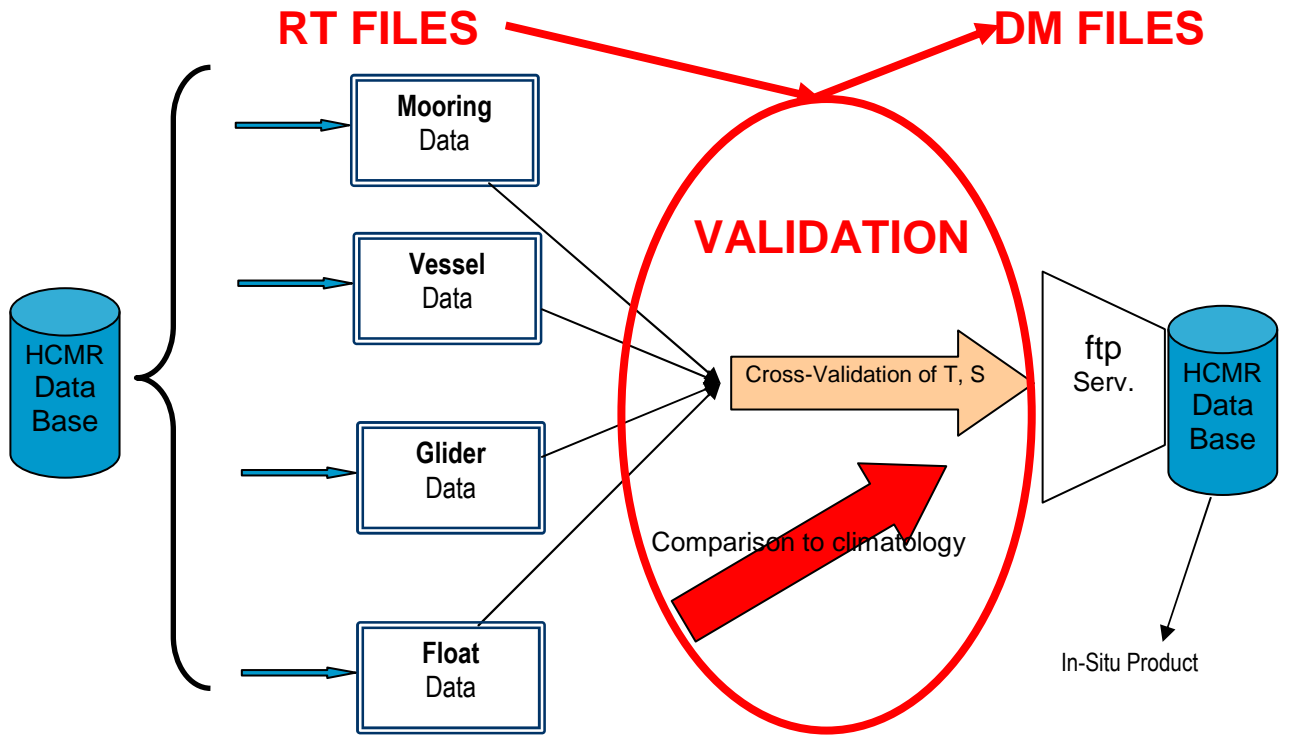 RT FILES
DM FILES
HCMR
Data
Base
Mooring
Data
Vessel
Data
Glider
Data
Float
Data
VALIDATION
Cross-Validation of T, S
Comparison to climatology
ftp
Serv.
HCMR
Data
Base
In-Situ Product